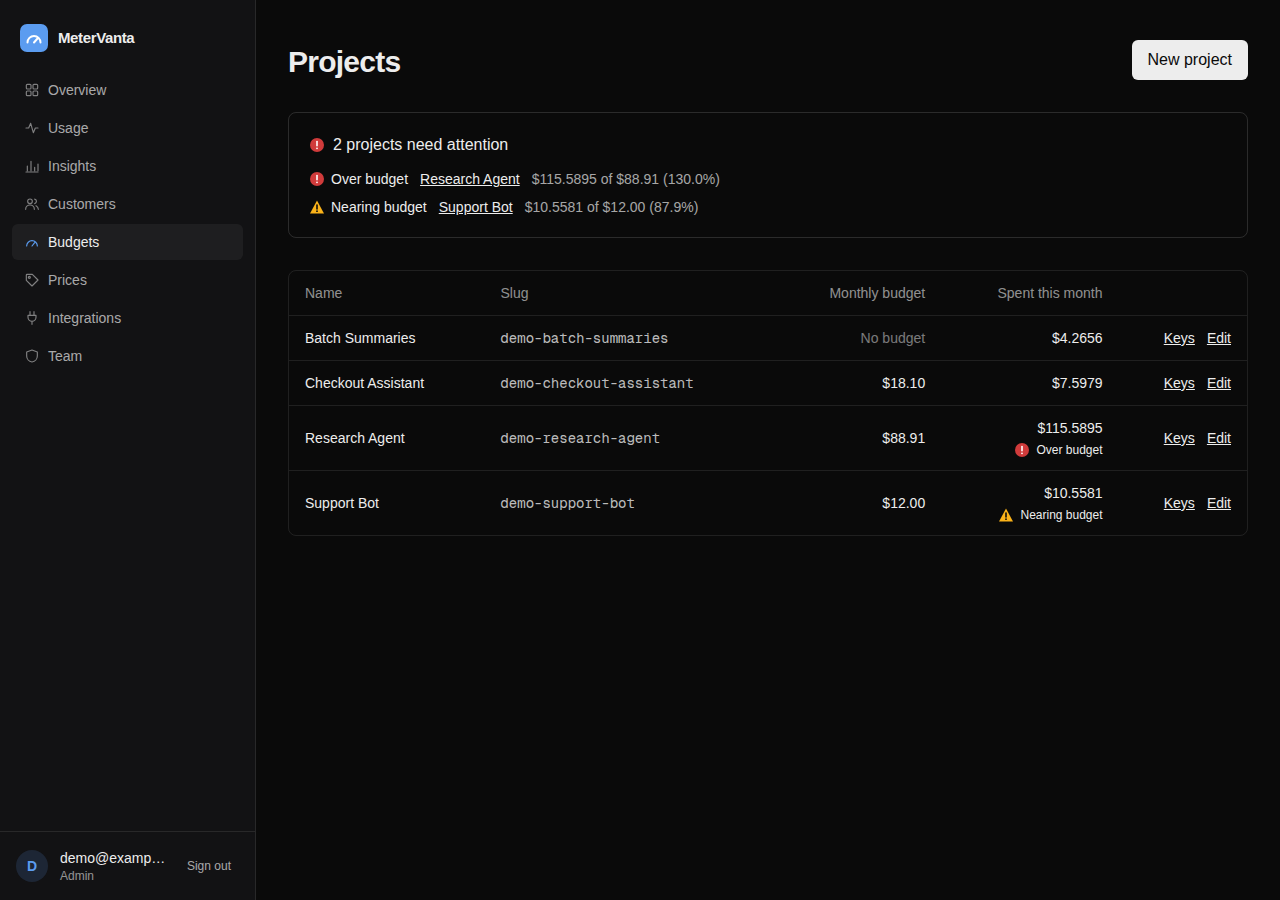 MeterVanta
Overview
Usage
Insights
Customers
Budgets
Prices
Integrations
Team
D
demo@examp…
Admin
Sign out
Projects
New project
2 projects need attention
Over budget Research Agent $115.5895 of $88.91 (130.0%)
Nearing budget Support Bot $10.5581 of $12.00 (87.9%)
Name Slug Monthly budget Spent this month
Batch Summaries demo-batch-summaries No budget $4.2656 Keys Edit
Checkout Assistant demo-checkout-assistant $18.10 $7.5979 Keys Edit
Research Agent demo-research-agent $88.91 $115.5895 Keys Edit
Over budget
Support Bot demo-support-bot $12.00 $10.5581 Keys Edit
Nearing budget